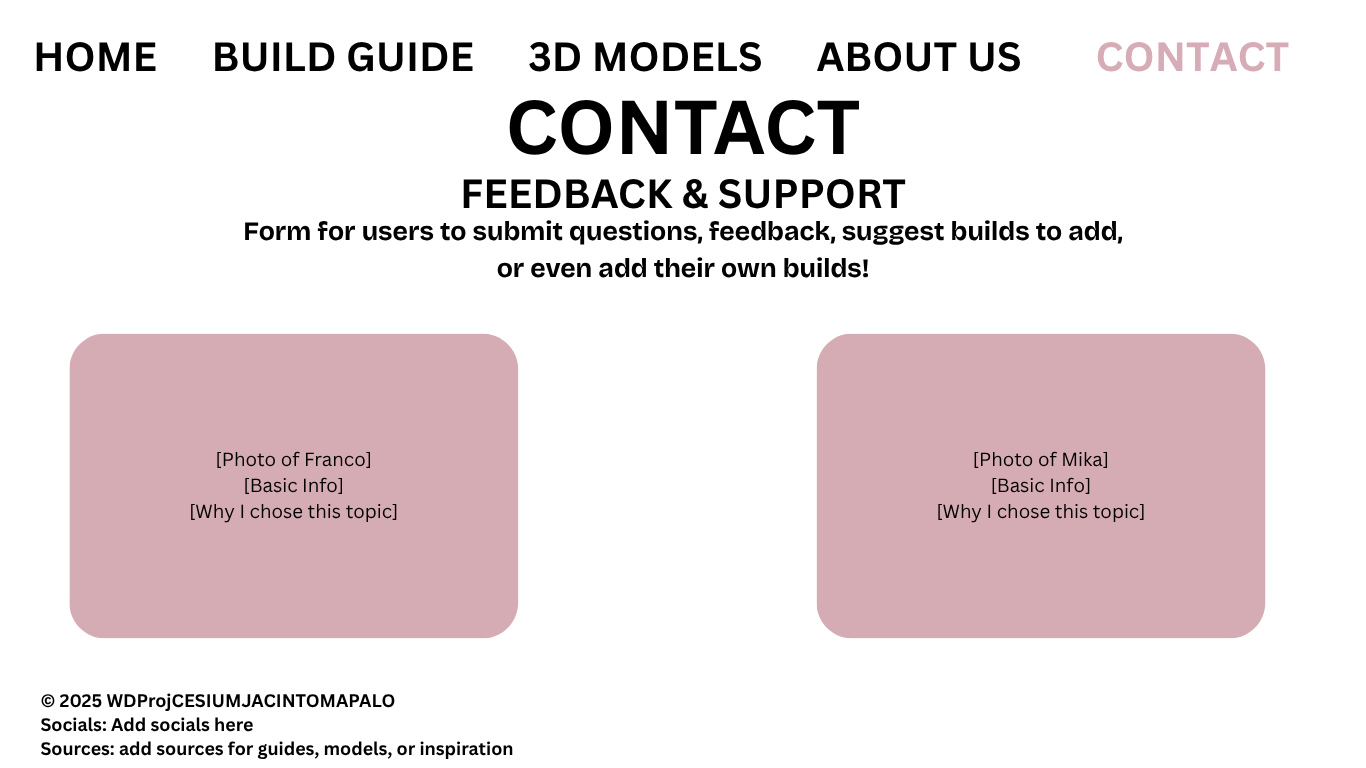 HOME BUILD GUIDE 3D MODELS ABOUT US CONTACT
CONTACT
FEEDBACK & SUPPORT
Form for users to submit questions, feedback, suggest builds to add,
or even add their own builds!
[Photo of Franco]
[Basic Info]
[Why I chose this topic]
[Photo of Mika]
[Basic Info]
[Why I chose this topic]
© 2025 WDProjCESIUMJACINTOMAPALO
Socials: Add socials here
Sources: add sources for guides, models, or inspiration